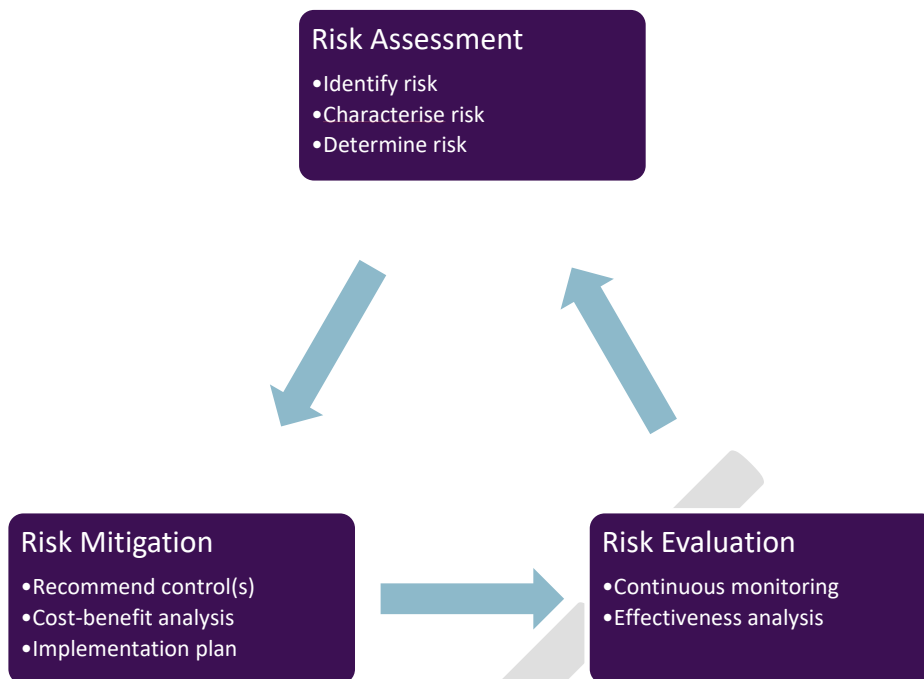 Risk Assessment
•Identify risk
•Characterise risk
•Determine risk
Risk Mitigation
•Recommend control(s)
•Cost-benefit analysis
•Implementation plan
Risk Evaluation
•Continuous monitoring
•Effectiveness analysis